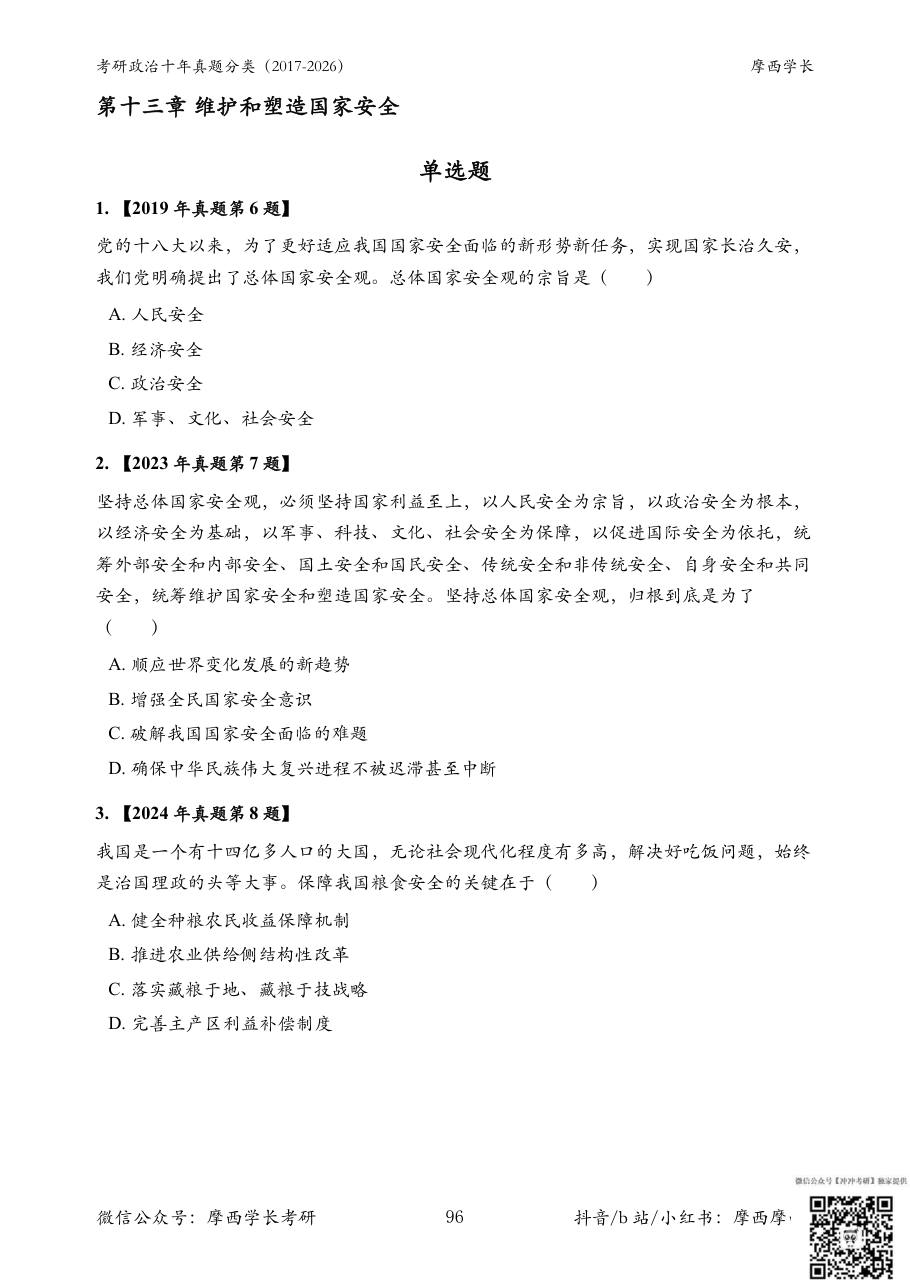 考研政治十年真题分类（2017-2026） 摩西学长
第十三章 维护和塑造国家安全
单选题
1. 【2019 年真题第 6 题】
党的十八大以来，为了更好适应我国国家安全面临的新形势新任务，实现国家长治久安，
我们党明确提出了总体国家安全观。总体国家安全观的宗旨是（　　）
A. 人民安全
B. 经济安全
C. 政治安全
D. 军事、文化、社会安全
2. 【2023 年真题第 7 题】
坚持总体国家安全观，必须坚持国家利益至上，以人民安全为宗旨，以政治安全为根本，
以经济安全为基础，以军事、科技、文化、社会安全为保障，以促进国际安全为依托，统
筹外部安全和内部安全、国土安全和国民安全、传统安全和非传统安全、自身安全和共同
安全，统筹维护国家安全和塑造国家安全。坚持总体国家安全观，归根到底是为了
（　　）
A. 顺应世界变化发展的新趋势
B. 增强全民国家安全意识
C. 破解我国国家安全面临的难题
D. 确保中华民族伟大复兴进程不被迟滞甚至中断
3. 【2024 年真题第 8 题】
我国是一个有十四亿多人口的大国，无论社会现代化程度有多高，解决好吃饭问题，始终
是治国理政的头等大事。保障我国粮食安全的关键在于（　　）
A. 健全种粮农民收益保障机制
B. 推进农业供给侧结构性改革
C. 落实藏粮于地、藏粮于技战略
D. 完善主产区利益补偿制度
微信公众号【冲冲考研】独家提供
微信公众号：摩西学长考研 96 抖音/b 站/小红书：摩西摩